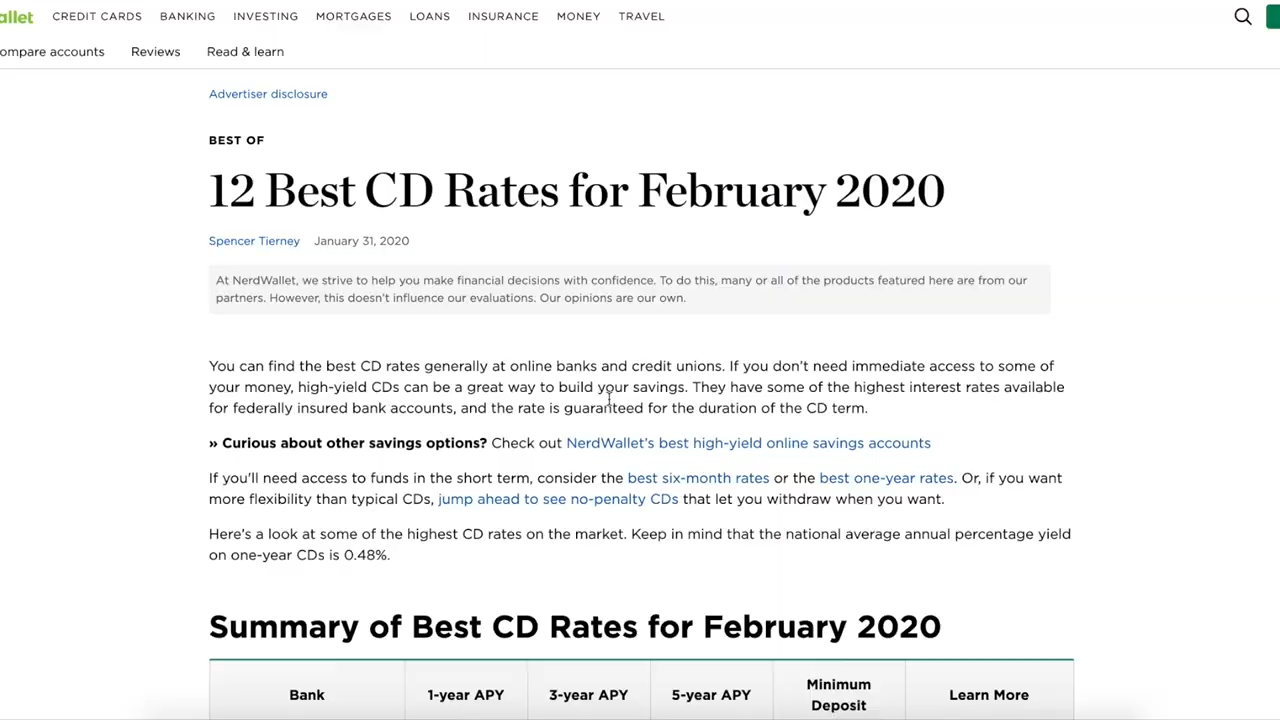 allet CREDIT CARDS BANKING INVESTING MORTGAGES LOANS INSURANCE MONEY TRAVEL
ompare accounts Reviews Read & learn
Advertiser disclosure
BEST OF
12 Best CD Rates for February 2020
Spencer Tierney January 31, 2020
At NerdWallet, we strive to help you make financial decisions with confidence. To do this, many or all of the products featured here are from our
partners. However, this doesn't influence our evaluations. Our opinions are our own.
You can find the best CD rates generally at online banks and credit unions. If you don't need immediate access to some of
your money, high-yield CDs can be a great way to build your savings. They have some of the highest interest rates available
for federally insured bank accounts, and the rate is guaranteed for the duration of the CD term.
» Curious about other savings options? Check out NerdWallet's best high-yield online savings accounts
If you'll need access to funds in the short term, consider the best six-month rates or the best one-year rates. Or, if you want
more flexibility than typical CDs, jump ahead to see no-penalty CDs that let you withdraw when you want.
Here's a look at some of the highest CD rates on the market. Keep in mind that the national average annual percentage yield
on one-year CDs is 0.48%.
Summary of Best CD Rates for February 2020
Bank 1-year APY 3-year APY 5-year APY Minimum Deposit Learn More